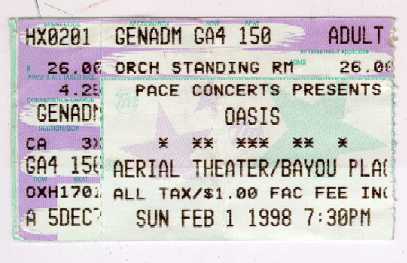 HX0201 GENADM GA4 150 ADULT
26.00 ORCH STANDING RM 26.00
4.25 PACE CONCERTS PRESENTS
GENADM OASIS
CA 3X * ** *** ** *
GA4 150 AERIAL THEATER/BAYOU PLAC
OXH1701 ALL TAX/$1.00 FAC FEE INC
A 5DEC7 SUN FEB 1 1998 7:30PM